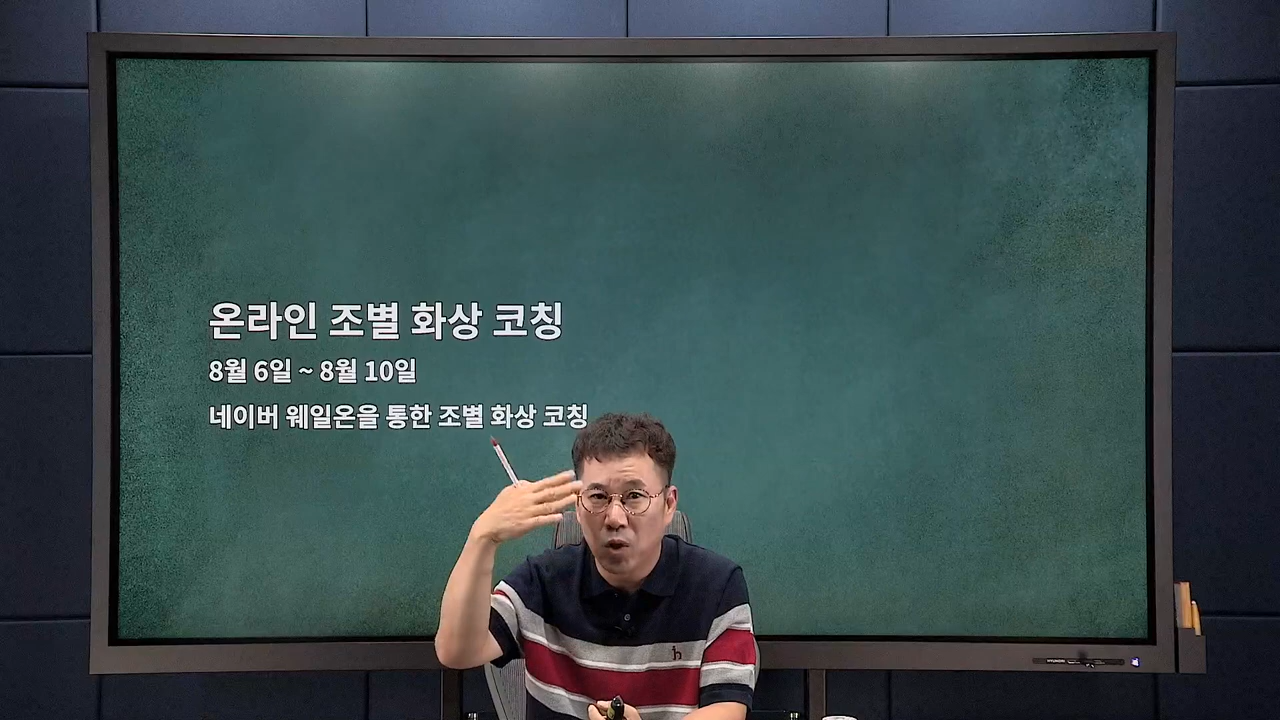 온라인 조별 화상 코칭
8월 6일 ~ 8월 10일
네이버 웨일온을 통한 조별 화상 코칭
HYUNDAI